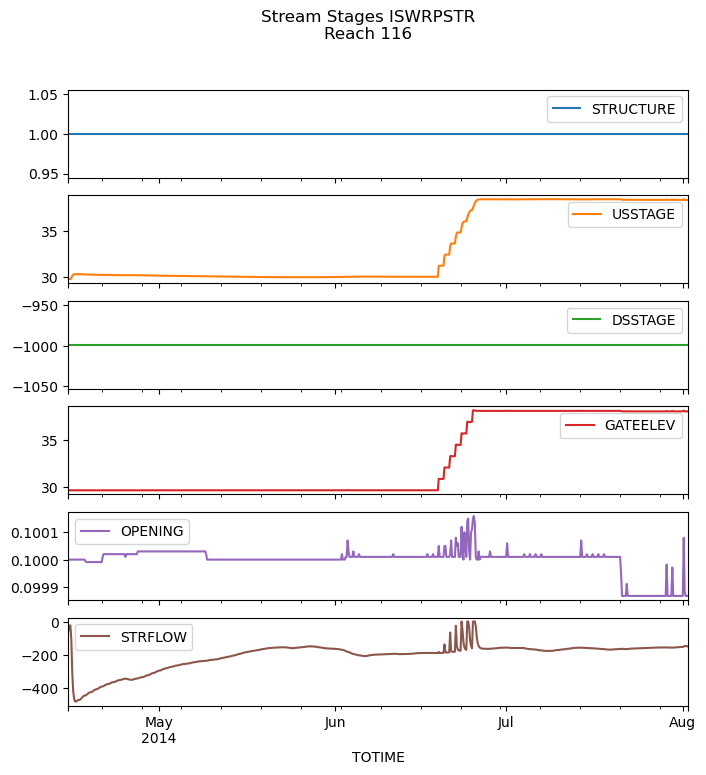 Stream Stages ISWRPSTR
Reach 116
1.05
STRUCTURE
1.00
0.95
USSTAGE
35
30
−950
DSSTAGE
−1000
−1050
GATEELEV
35
30
OPENING
0.1001
0.1000
0.0999
0
STRFLOW
−200
−400
May Jun Jul Aug
2014
TOTIME